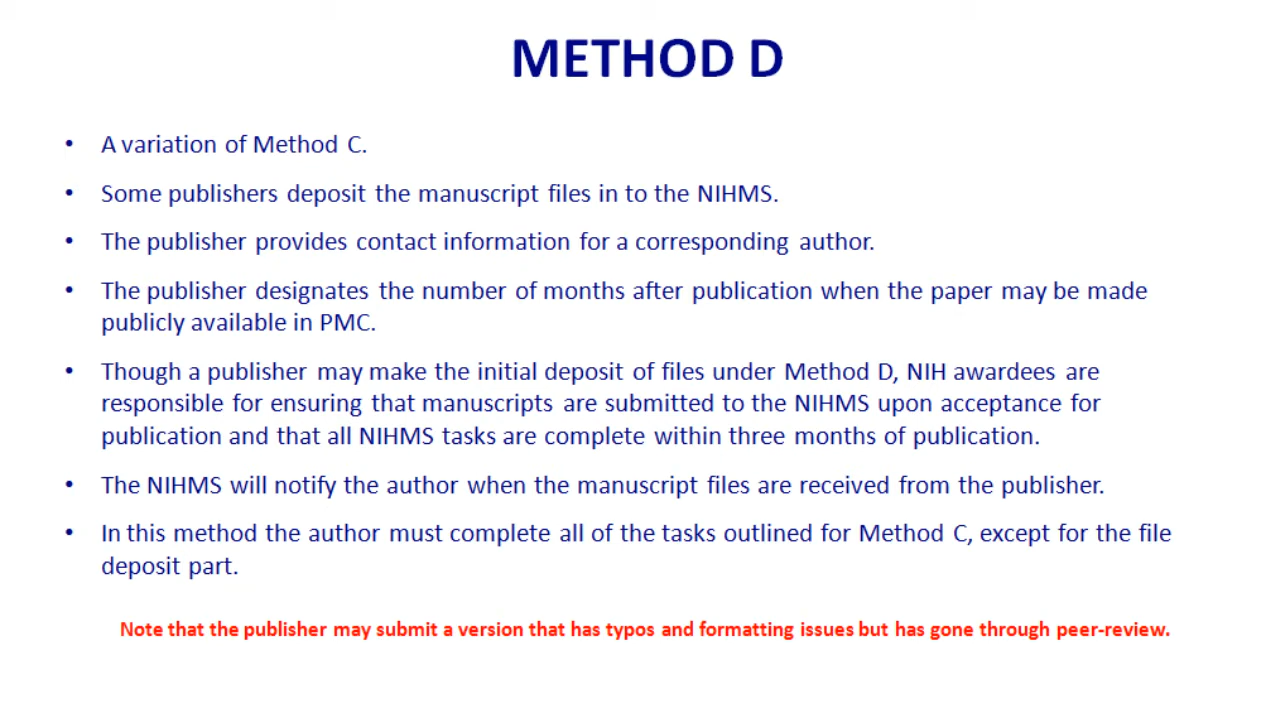 METHOD D
• A variation of Method C.
• Some publishers deposit the manuscript files in to the NIHMS.
• The publisher provides contact information for a corresponding author.
• The publisher designates the number of months after publication when the paper may be made
publicly available in PMC.
• Though a publisher may make the initial deposit of files under Method D, NIH awardees are
responsible for ensuring that manuscripts are submitted to the NIHMS upon acceptance for
publication and that all NIHMS tasks are complete within three months of publication.
• The NIHMS will notify the author when the manuscript files are received from the publisher.
• In this method the author must complete all of the tasks outlined for Method C, except for the file
deposit part.
Note that the publisher may submit a version that has typos and formatting issues but has gone through peer-review.